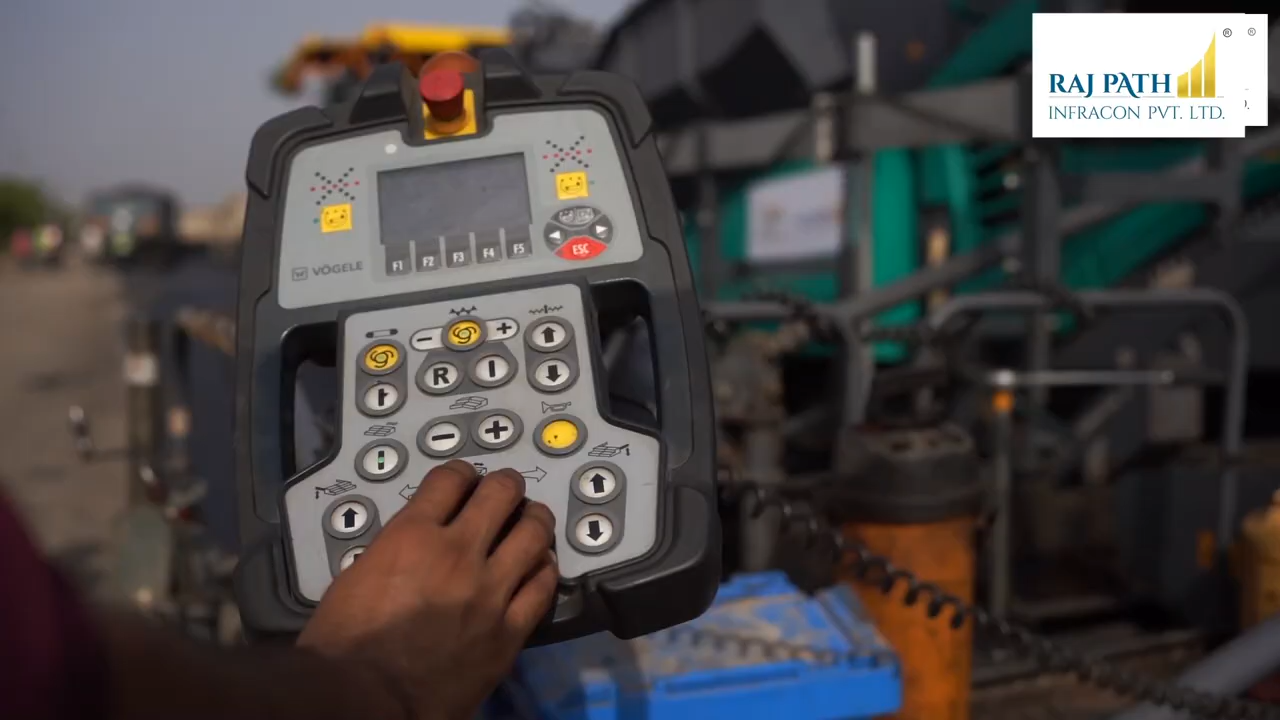 RAJ PATH ® ®
INFRACON PVT. LTD. D.
F1 F2 F3 F4 F5
ESC
VÖGELE
− +
R I
− +